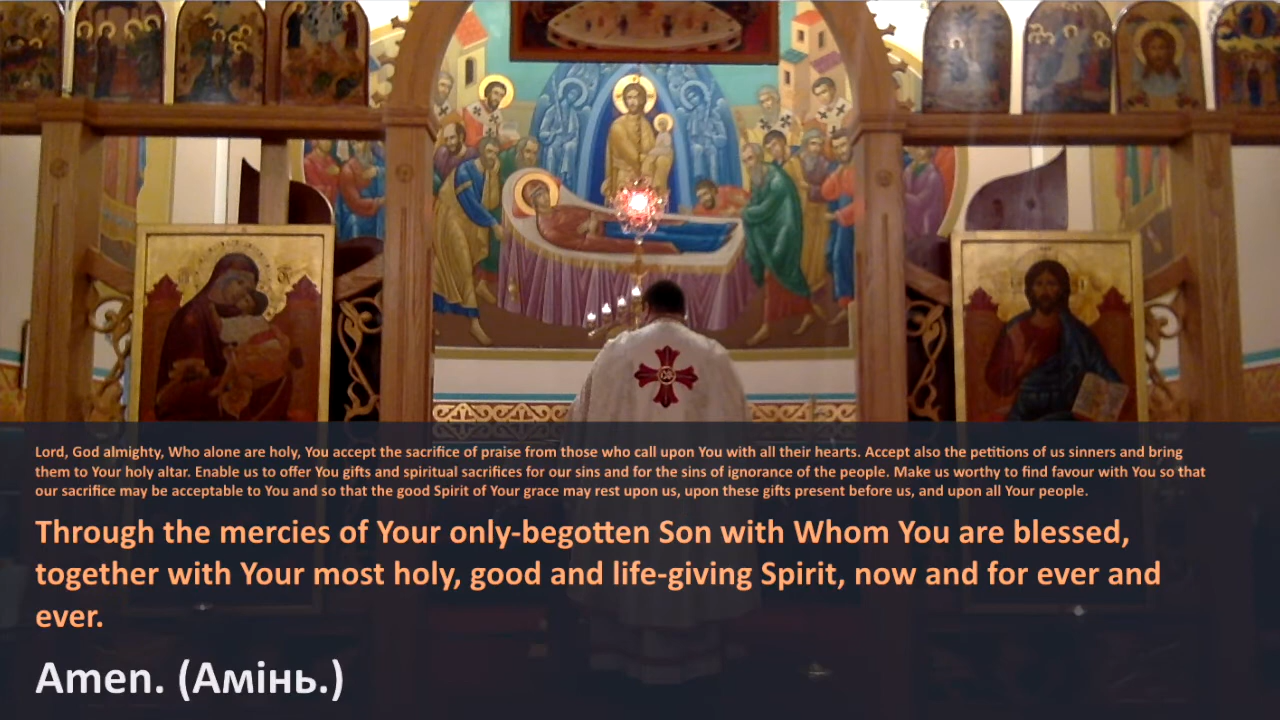 Lord, God almighty, Who alone are holy, You accept the sacrifice of praise from those who call upon You with all their hearts. Accept also the petitions of us sinners and bring
them to Your holy altar. Enable us to offer You gifts and spiritual sacrifices for our sins and for the sins of ignorance of the people. Make us worthy to find favour with You so that
our sacrifice may be acceptable to You and so that the good Spirit of Your grace may rest upon us, upon these gifts present before us, and upon all Your people.
Through the mercies of Your only-begotten Son with Whom You are blessed,
together with Your most holy, good and life-giving Spirit, now and for ever and
ever.
Amen. (Амінь.)